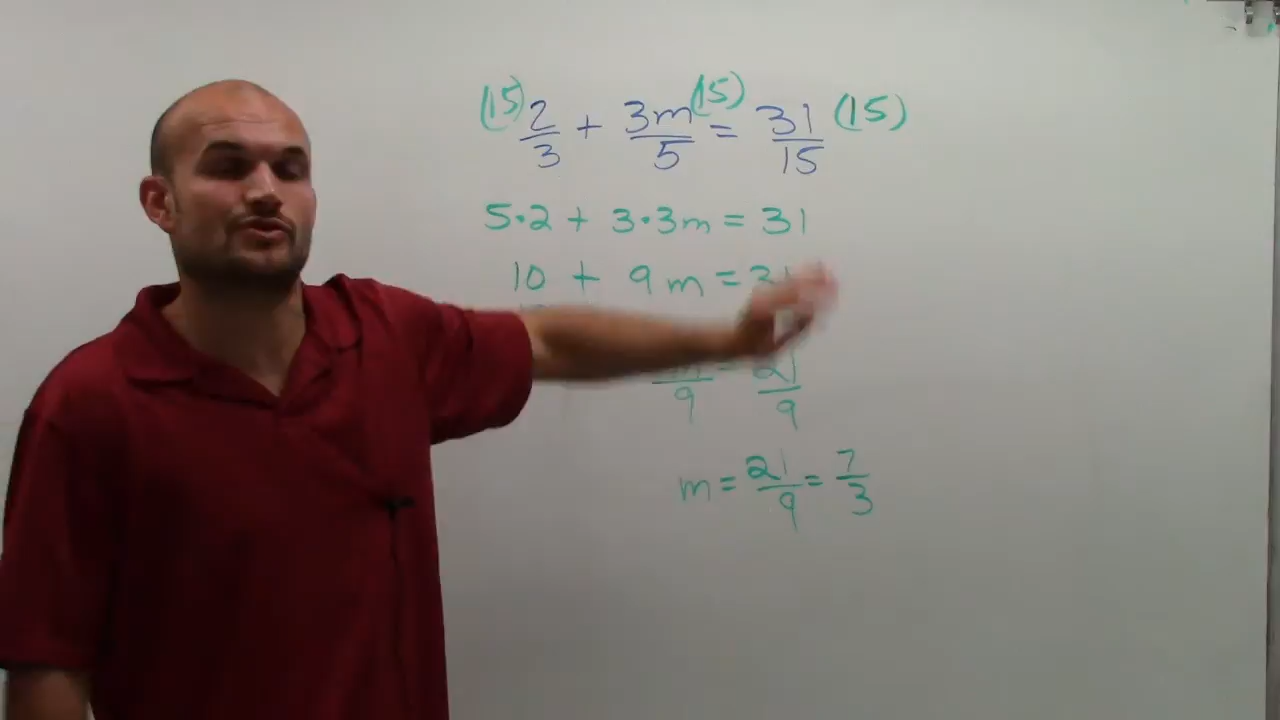 (15) 2/3 + 3m/5 (15) = 31/15 (15)
5·2 + 3·3m = 31
10 + 9m = 31
/9 = 21/9
m = 21/9 = 7/3